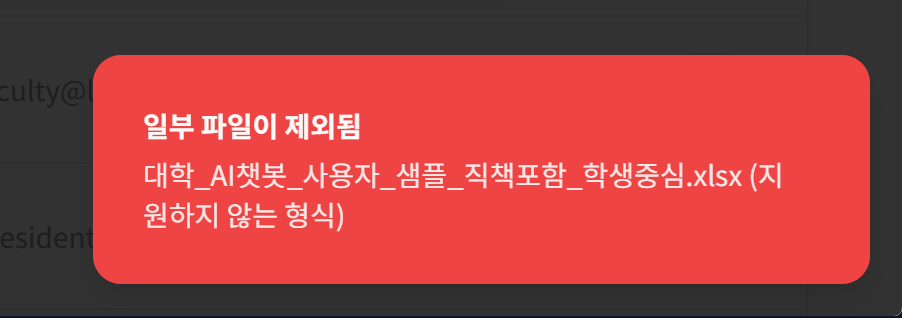 culty@l
일부 파일이 제외됨
대학_AI챗봇_사용자_샘플_직책포함_학생중심.xlsx (지
원하지 않는 형식)
esident